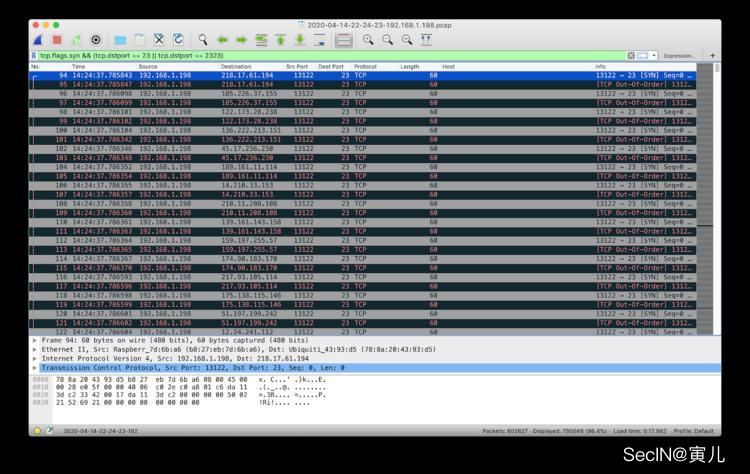 2020-04-14-22-24-23-192.168.1.198.pcap
tcp.flags.syn && (tcp.dstport == 23 || tcp.dstport == 2323) Expression… +
No. Time Source Destination Src Port Dest Port Protocol Length Host Info
94 14:24:37.785843 192.168.1.198 218.17.61.194 13122 23 TCP 60 13122 → 23 [SYN] Seq=0 …
95 14:24:37.785847 192.168.1.198 218.17.61.194 13122 23 TCP 60 [TCP Out-Of-Order] 1312…
96 14:24:37.786098 192.168.1.198 185.226.37.155 13122 23 TCP 60 13122 → 23 [SYN] Seq=0 …
97 14:24:37.786099 192.168.1.198 185.226.37.155 13122 23 TCP 60 [TCP Out-Of-Order] 1312…
98 14:24:37.786101 192.168.1.198 122.173.28.238 13122 23 TCP 60 13122 → 23 [SYN] Seq=0 …
99 14:24:37.786102 192.168.1.198 122.173.28.238 13122 23 TCP 60 [TCP Out-Of-Order] 1312…
100 14:24:37.786104 192.168.1.198 136.222.213.151 13122 23 TCP 60 13122 → 23 [SYN] Seq=0 …
101 14:24:37.786342 192.168.1.198 136.222.213.151 13122 23 TCP 60 [TCP Out-Of-Order] 1312…
102 14:24:37.786346 192.168.1.198 45.17.236.230 13122 23 TCP 60 13122 → 23 [SYN] Seq=0 …
103 14:24:37.786348 192.168.1.198 45.17.236.230 13122 23 TCP 60 [TCP Out-Of-Order] 1312…
104 14:24:37.786352 192.168.1.198 189.161.11.114 13122 23 TCP 60 13122 → 23 [SYN] Seq=0 …
105 14:24:37.786354 192.168.1.198 189.161.11.114 13122 23 TCP 60 [TCP Out-Of-Order] 1312…
106 14:24:37.786355 192.168.1.198 14.210.33.153 13122 23 TCP 60 13122 → 23 [SYN] Seq=0 …
107 14:24:37.786357 192.168.1.198 14.210.33.153 13122 23 TCP 60 [TCP Out-Of-Order] 1312…
108 14:24:37.786358 192.168.1.198 210.11.208.108 13122 23 TCP 60 13122 → 23 [SYN] Seq=0 …
109 14:24:37.786360 192.168.1.198 210.11.208.108 13122 23 TCP 60 [TCP Out-Of-Order] 1312…
110 14:24:37.786361 192.168.1.198 139.161.143.158 13122 23 TCP 60 13122 → 23 [SYN] Seq=0 …
111 14:24:37.786363 192.168.1.198 139.161.143.158 13122 23 TCP 60 [TCP Out-Of-Order] 1312…
112 14:24:37.786364 192.168.1.198 159.197.255.57 13122 23 TCP 60 13122 → 23 [SYN] Seq=0 …
113 14:24:37.786365 192.168.1.198 159.197.255.57 13122 23 TCP 60 [TCP Out-Of-Order] 1312…
114 14:24:37.786367 192.168.1.198 174.90.183.170 13122 23 TCP 60 13122 → 23 [SYN] Seq=0 …
115 14:24:37.786370 192.168.1.198 174.90.183.170 13122 23 TCP 60 [TCP Out-Of-Order] 1312…
116 14:24:37.786593 192.168.1.198 217.93.105.114 13122 23 TCP 60 13122 → 23 [SYN] Seq=0 …
117 14:24:37.786596 192.168.1.198 217.93.105.114 13122 23 TCP 60 [TCP Out-Of-Order] 1312…
118 14:24:37.786598 192.168.1.198 175.138.115.146 13122 23 TCP 60 13122 → 23 [SYN] Seq=0 …
119 14:24:37.786599 192.168.1.198 175.138.115.146 13122 23 TCP 60 [TCP Out-Of-Order] 1312…
120 14:24:37.786601 192.168.1.198 51.197.199.242 13122 23 TCP 60 13122 → 23 [SYN] Seq=0 …
121 14:24:37.786602 192.168.1.198 51.197.199.242 13122 23 TCP 60 [TCP Out-Of-Order] 1312…
122 14:24:37.786604 192.168.1.198 12.24.241.112 13122 23 TCP 60 13122 → 23 [SYN] Seq=0 …
Frame 94: 60 bytes on wire (480 bits), 60 bytes captured (480 bits)
Ethernet II, Src: Raspberr_7d:6b:a6 (b8:27:eb:7d:6b:a6), Dst: Ubiquiti_43:93:d5 (78:8a:20:43:93:d5)
Internet Protocol Version 4, Src: 192.168.1.198, Dst: 218.17.61.194
Transmission Control Protocol, Src Port: 13122, Dst Port: 23, Seq: 0, Len: 0
0000 78 8a 20 43 93 d5 b8 27 eb 7d 6b a6 08 00 45 00 x. C...' .}k...E.
0010 00 28 e0 5f 00 00 40 06 c0 2e c0 a8 01 c6 da 11 .(._..@. ........
0020 3d c2 33 42 00 17 da 11 3d c2 00 00 00 00 50 02 =.3B.... =.....P.
0030 21 52 69 21 00 00 00 00 00 00 00 00 !Ri!.... ....
2020-04-14-22-24-23-192 Packets: 802627 · Displayed: 790046 (98.4%) · Load time: 0:17.562 Profile: Default
SecIN@寅儿